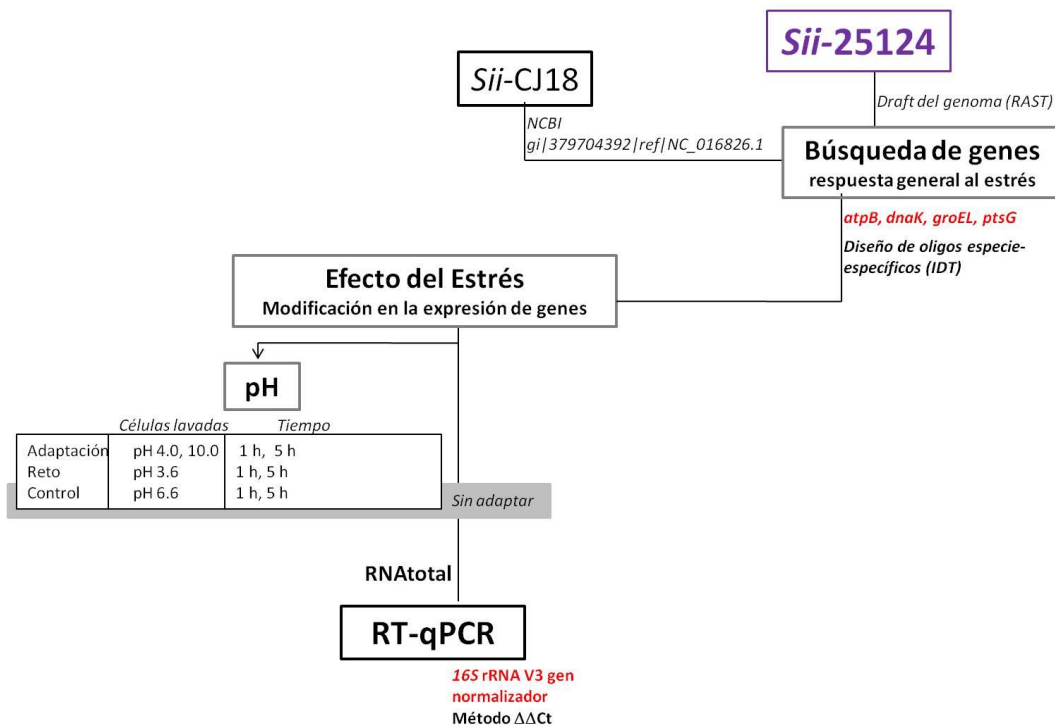 Sii-25124
Sii-CJ18
Draft del genoma (RAST)
NCBI
gi|379704392|ref|NC_016826.1
Búsqueda de genes
respuesta general al estrés
atpB, dnaK, groEL, ptsG
Diseño de oligos especie-
específicos (IDT)
Efecto del Estrés
Modificación en la expresión de genes
pH
Células lavadas Tiempo
Adaptación pH 4.0, 10.0 1 h, 5 h
Reto pH 3.6 1 h, 5 h
Control pH 6.6 1 h, 5 h
Sin adaptar
RNAtotal
RT-qPCR
16S rRNA V3 gen
normalizador
Método ΔΔCt